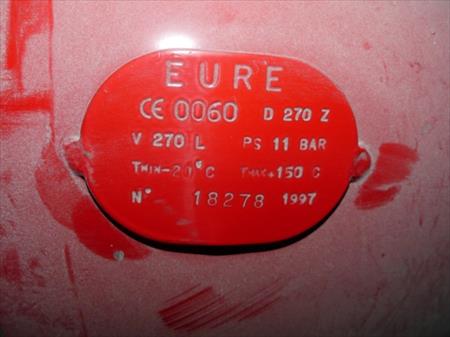 EURE
CE 0060 D 270 Z
V 270 L PS 11 BAR
TMIN-20°C TMAX+150 C
N° 18278 1997